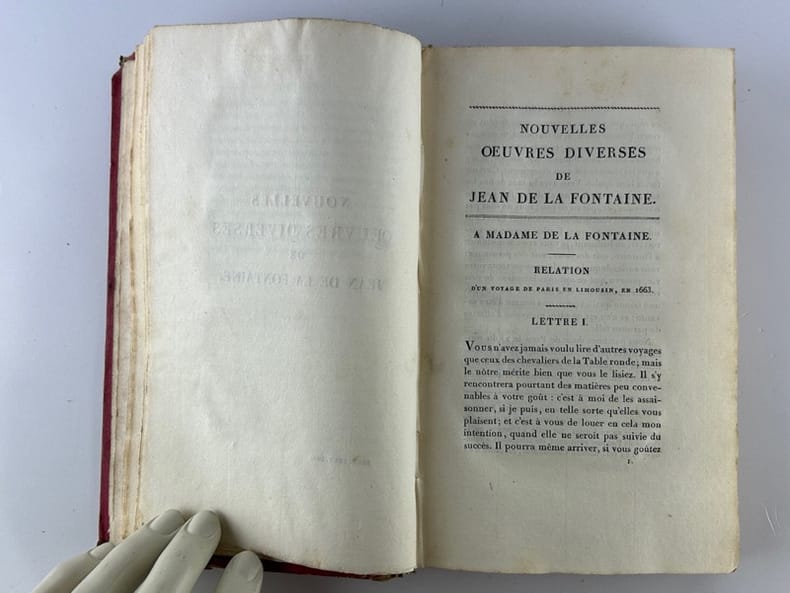 NOUVELLES
OEUVRES DIVERSES
DE
JEAN DE LA FONTAINE.
A MADAME DE LA FONTAINE.
RELATION
D'UN VOYAGE DE PARIS EN LIMOUSIN, EN 1663.
LETTRE I.
Vous n'avez jamais voulu lire d'autres voyages
que ceux des chevaliers de la Table ronde; mais
le nôtre mérite bien que vous le lisiez. Il s'y
rencontrera pourtant des matières peu conve-
nables à votre goût : c'est à moi de les assai-
sonner, si je puis, en telle sorte qu'elles vous
plaisent; et c'est à vous de louer en cela mon
intention, quand elle ne seroit pas suivie du
succès. Il pourra même arriver, si vous goûtez
1.